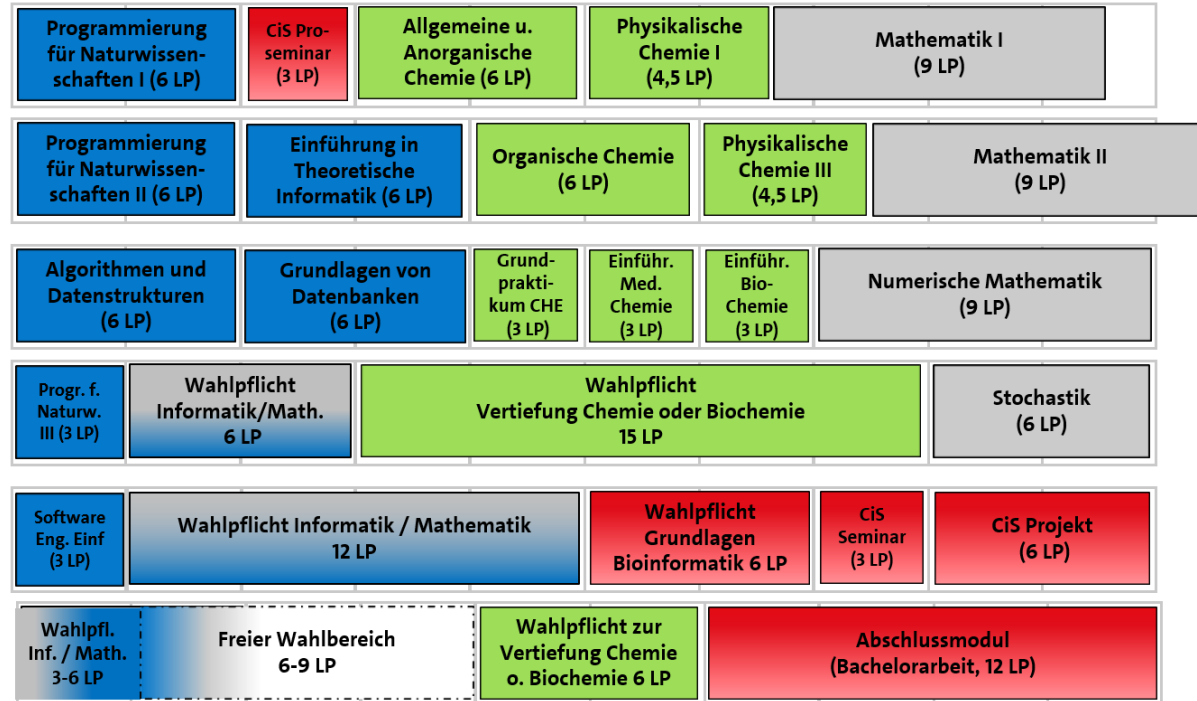 Programmierung
für Naturwissen-
schaften I (6 LP)
CiS Pro-
seminar
(3 LP)
Allgemeine u.
Anorganische
Chemie (6 LP)
Physikalische
Chemie I
(4,5 LP)
Mathematik I
(9 LP)
Programmierung
für Naturwissen-
schaften II (6 LP)
Einführung in
Theoretische
Informatik (6 LP)
Organische Chemie
(6 LP)
Physikalische
Chemie III
(4,5 LP)
Mathematik II
(9 LP)
Algorithmen und
Datenstrukturen
(6 LP)
Grundlagen von
Datenbanken
(6 LP)
Grund-
prakti-
kum CHE
(3 LP)
Einführ.
Med.
Chemie
(3 LP)
Einführ.
Bio-
Chemie
(3 LP)
Numerische Mathematik
(9 LP)
Progr. f.
Naturw.
III (3 LP)
Wahlpflicht
Informatik/Math.
6 LP
Wahlpflicht
Vertiefung Chemie oder Biochemie
15 LP
Stochastik
(6 LP)
Software
Eng. Einf
(3 LP)
Wahlpflicht Informatik / Mathematik
12 LP
Wahlpflicht
Grundlagen
Bioinformatik 6 LP
CiS
Seminar
(3 LP)
CiS Projekt
(6 LP)
Wahlpfl.
Inf. / Math.
3-6 LP
Freier Wahlbereich
6-9 LP
Wahlpflicht zur
Vertiefung Chemie
o. Biochemie 6 LP
Abschlussmodul
(Bachelorarbeit, 12 LP)